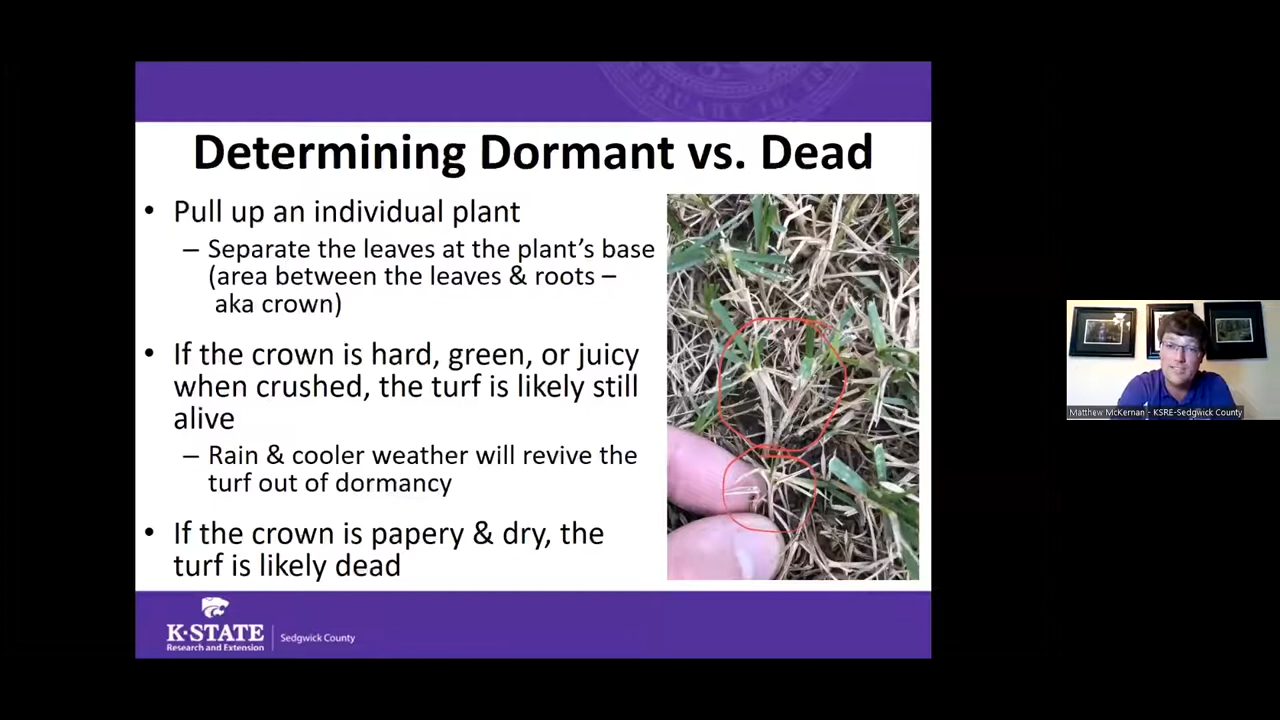 Determining Dormant vs. Dead
• Pull up an individual plant
– Separate the leaves at the plant's base
(area between the leaves & roots –
aka crown)
• If the crown is hard, green, or juicy
when crushed, the turf is likely still
alive
– Rain & cooler weather will revive the
turf out of dormancy
• If the crown is papery & dry, the
turf is likely dead
K-STATE
Research and Extension
Sedgwick County
Matthew McKernan - KSRE-Sedgwick County